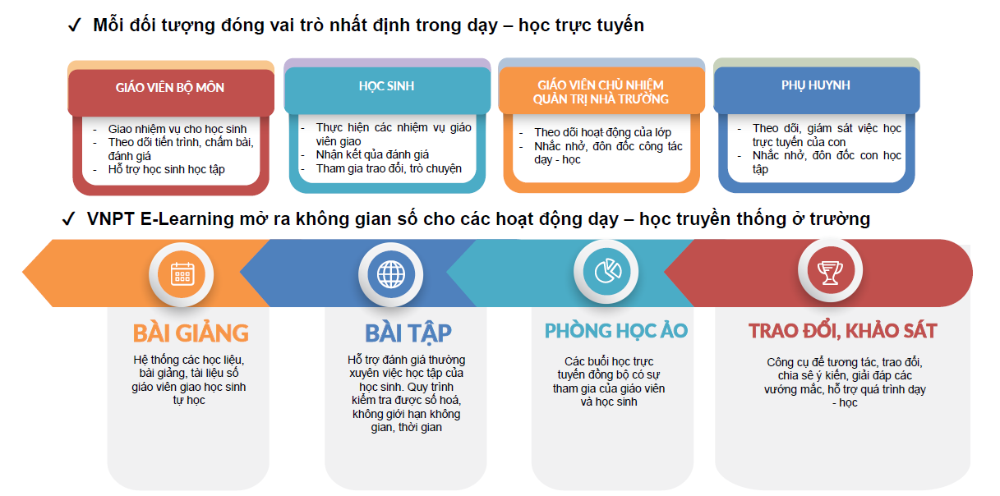 ✓ Mỗi đối tượng đóng vai trò nhất định trong dạy – học trực tuyến
GIÁO VIÊN BỘ MÔN
- Giao nhiệm vụ cho học sinh
- Theo dõi tiến trình, chấm bài,
đánh giá
- Hỗ trợ học sinh học tập
HỌC SINH
- Thực hiện các nhiệm vụ giáo
viên giao
- Nhận kết qủa đánh giá
- Tham gia trao đổi, trò chuyện
GIÁO VIÊN CHỦ NHIỆM
QUẢN TRỊ NHÀ TRƯỜNG
- Theo dõi hoạt động của lớp
- Nhắc nhở, đôn đốc công tác
dạy - học
PHỤ HUYNH
- Theo dõi, giám sát việc học
trực tuyến của con
- Nhắc nhở, đôn đốc con học
tập
✓ VNPT E-Learning mở ra không gian số cho các hoạt động dạy – học truyền thống ở trường
BÀI GIẢNG
Hệ thống các học liệu,
bài giảng, tài liệu số
giáo viên giao học sinh
tự học
BÀI TẬP
Hỗ trợ đánh giá thường
xuyên việc học tập của
học sinh. Quy trình
kiểm tra được số hoá,
không giới hạn không
gian, thời gian
PHÒNG HỌC ẢO
Các buổi học trực
tuyến đồng bộ có sự
tham gia của giáo viên
và học sinh
TRAO ĐỔI, KHẢO SÁT
Công cụ để tương tác, trao đổi,
chia sẽ ý kiến, giải đáp các
vướng mắc, hỗ trợ quá trình dạy
- học